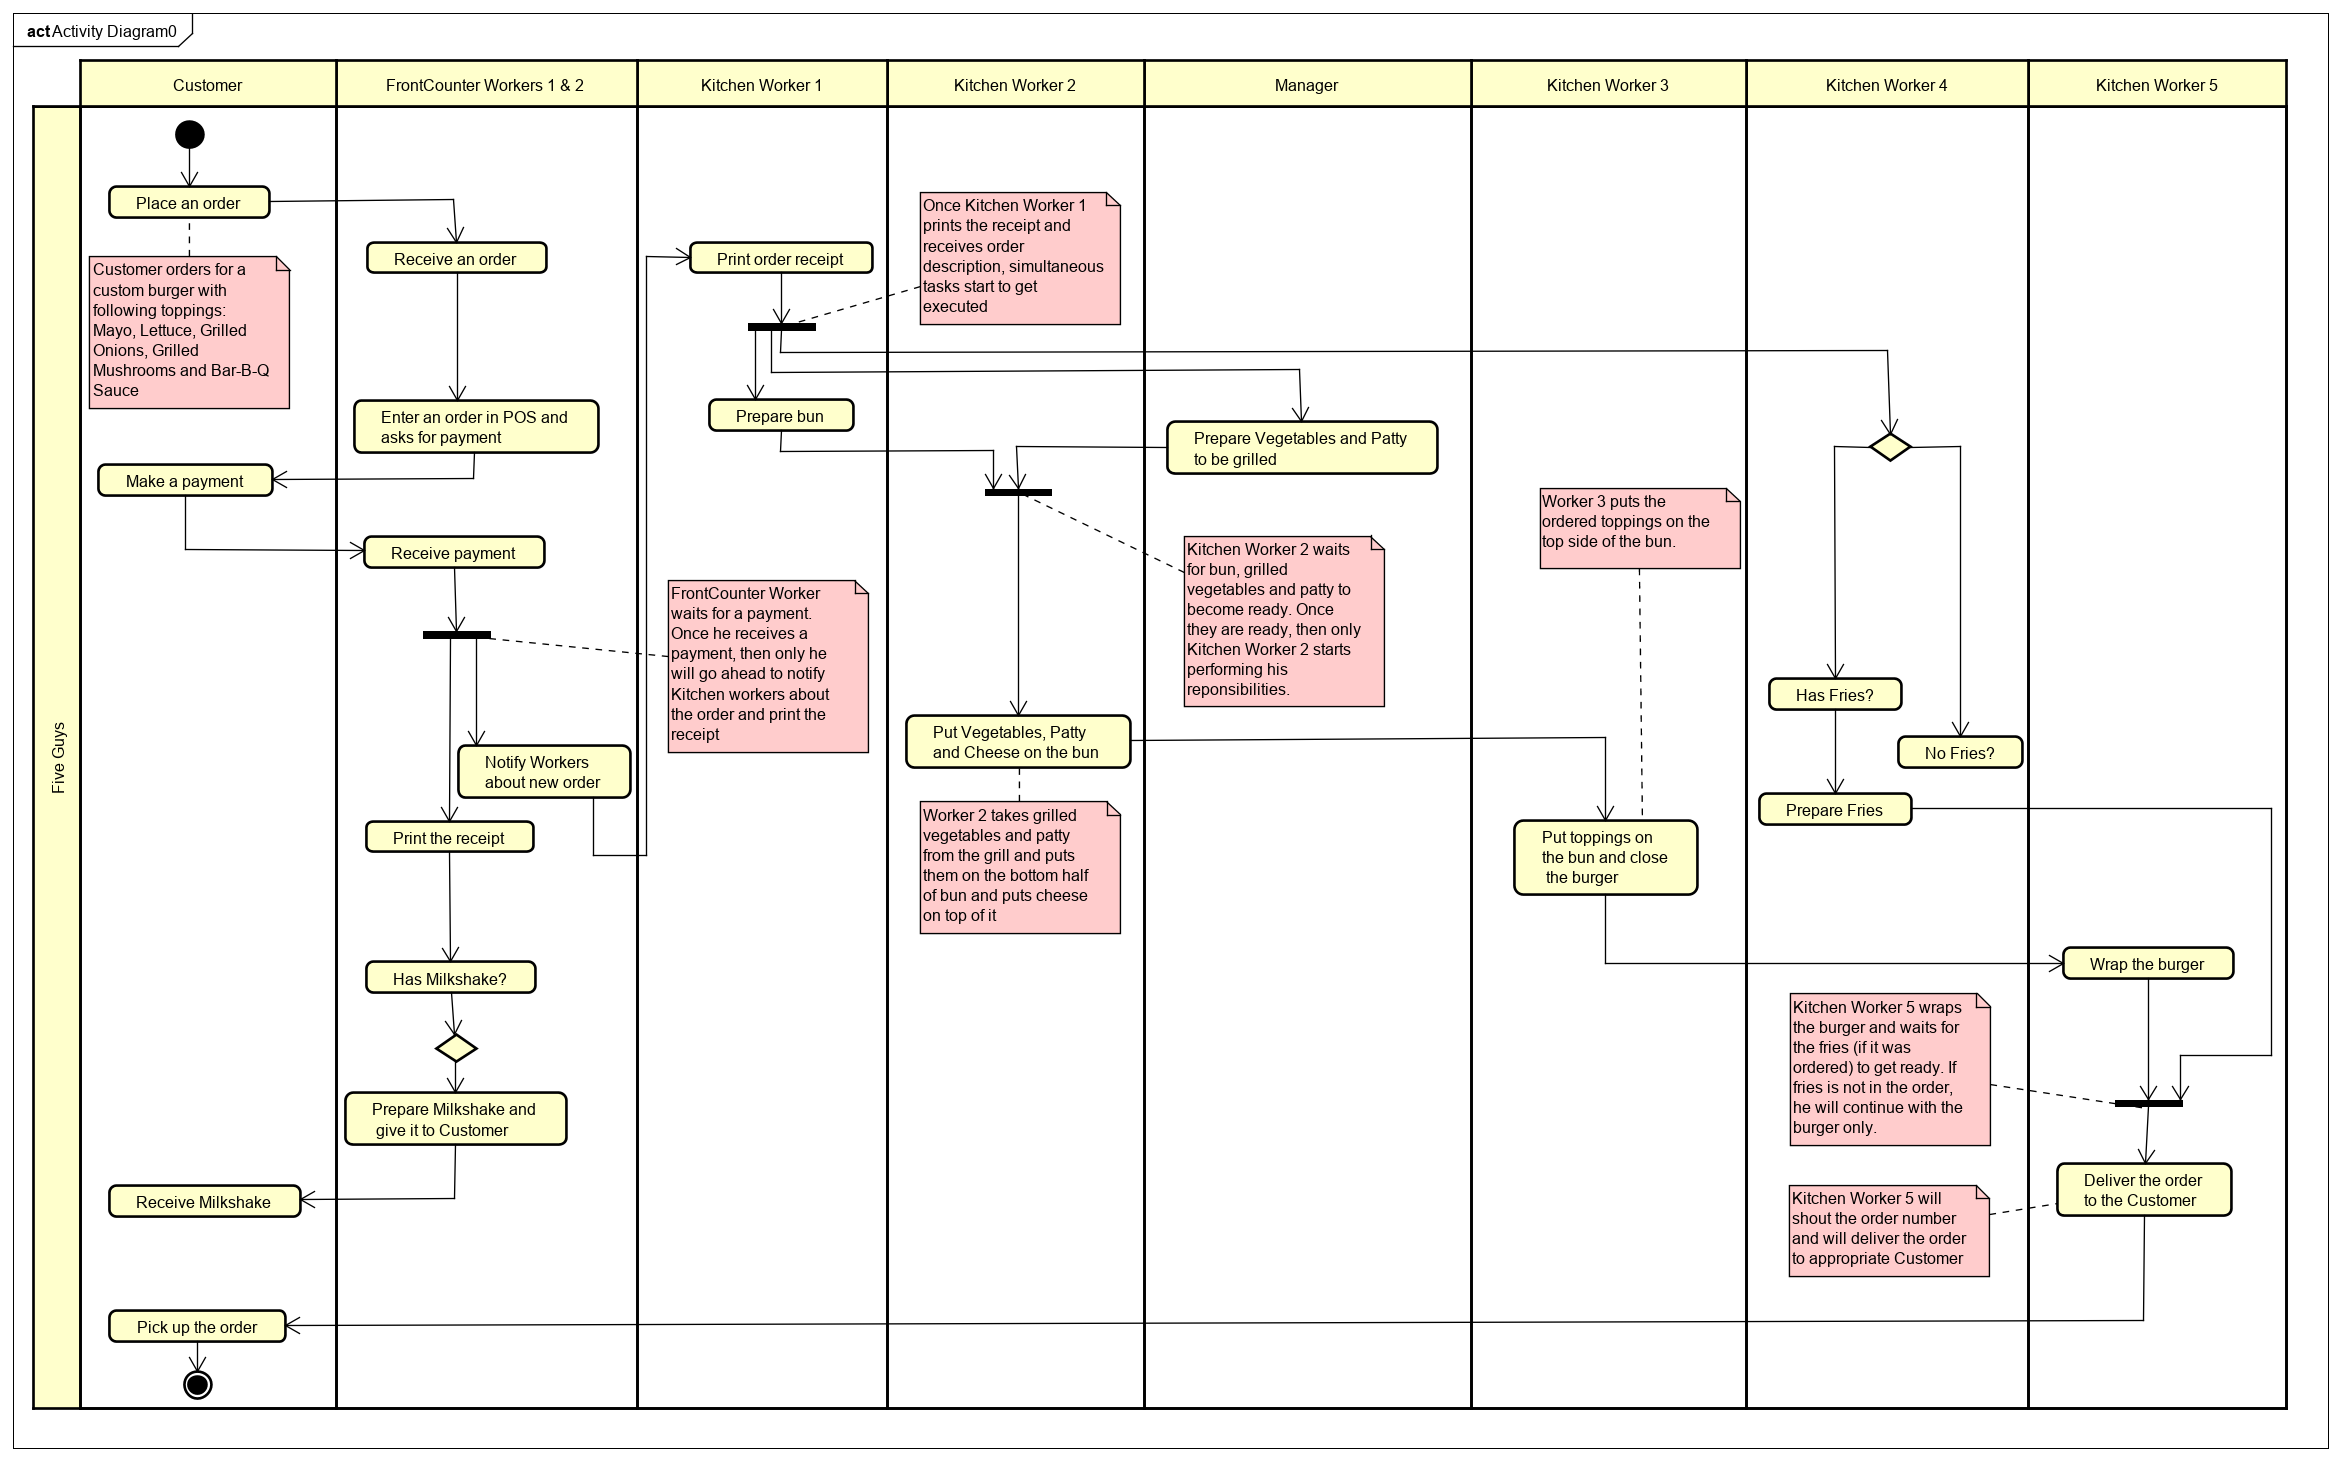 act Activity Diagram0
Customer
FrontCounter Workers 1 & 2
Kitchen Worker 1
Kitchen Worker 2
Manager
Kitchen Worker 3
Kitchen Worker 4
Kitchen Worker 5
Five Guys
Place an order
Customer orders for a
custom burger with
following toppings:
Mayo, Lettuce, Grilled
Onions, Grilled
Mushrooms and Bar-B-Q
Sauce
Receive an order
Enter an order in POS and
asks for payment
Make a payment
Receive payment
FrontCounter Worker
waits for a payment.
Once he receives a
payment, then only he
will go ahead to notify
Kitchen workers about
the order and print the
receipt
Notify Workers
about new order
Print the receipt
Has Milkshake?
Prepare Milkshake and
give it to Customer
Receive Milkshake
Pick up the order
Print order receipt
Once Kitchen Worker 1
prints the receipt and
receives order
description, simultaneous
tasks start to get
executed
Prepare bun
Prepare Vegetables and Patty
to be grilled
Kitchen Worker 2 waits
for bun, grilled
vegetables and patty to
become ready. Once
they are ready, then only
Kitchen Worker 2 starts
performing his
reponsibilities.
Put Vegetables, Patty
and Cheese on the bun
Worker 2 takes grilled
vegetables and patty
from the grill and puts
them on the bottom half
of bun and puts cheese
on top of it
Worker 3 puts the
ordered toppings on the
top side of the bun.
Put toppings on
the bun and close
the burger
Has Fries?
No Fries?
Prepare Fries
Wrap the burger
Kitchen Worker 5 wraps
the burger and waits for
the fries (if it was
ordered) to get ready. If
fries is not in the order,
he will continue with the
burger only.
Deliver the order
to the Customer
Kitchen Worker 5 will
shout the order number
and will deliver the order
to appropriate Customer